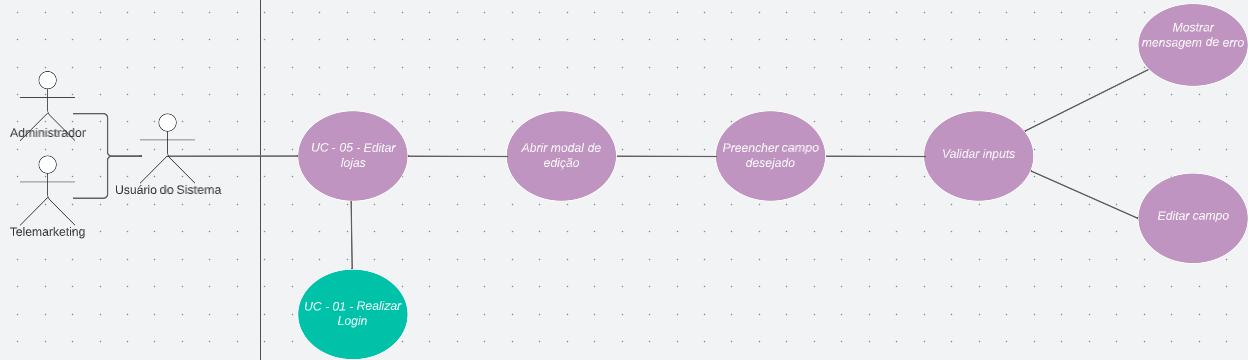 Administrador
Telemarketing
Usuário do Sistema
UC - 05 - Editar
lojas
UC - 01 - Realizar
Login
Abrir modal de
edição
Preencher campo
desejado
Validar inputs
Mostrar
mensagem de erro
Editar campo